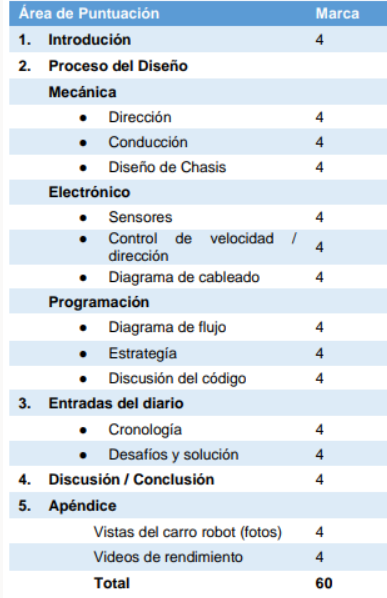 Área de Puntuación Marca
1. Introdución 4
2. Proceso del Diseño
Mecánica
● Dirección 4
● Conducción 4
● Diseño de Chasis 4
Electrónico
● Sensores 4
● Control de velocidad /
dirección 4
● Diagrama de cableado 4
Programación
● Diagrama de flujo 4
● Estrategía 4
● Discusión del código 4
3. Entradas del diario
● Cronología 4
● Desafíos y solución 4
4. Discusión / Conclusión 4
5. Apéndice
Vistas del carro robot (fotos) 4
Videos de rendimiento 4
Total 60